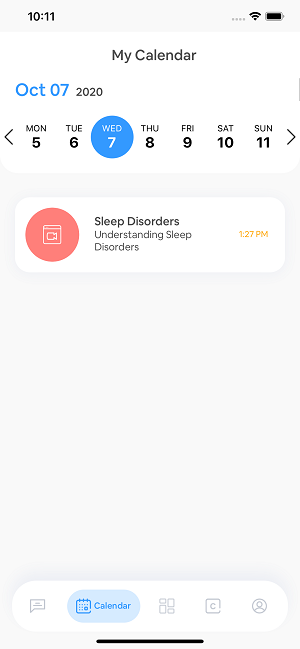 10:11
My Calendar
Oct 07 2020
MON TUE WED THU FRI SAT SUN
5 6 7 8 9 10 11
Sleep Disorders
Understanding Sleep
Disorders
1:27 PM
Calendar
C